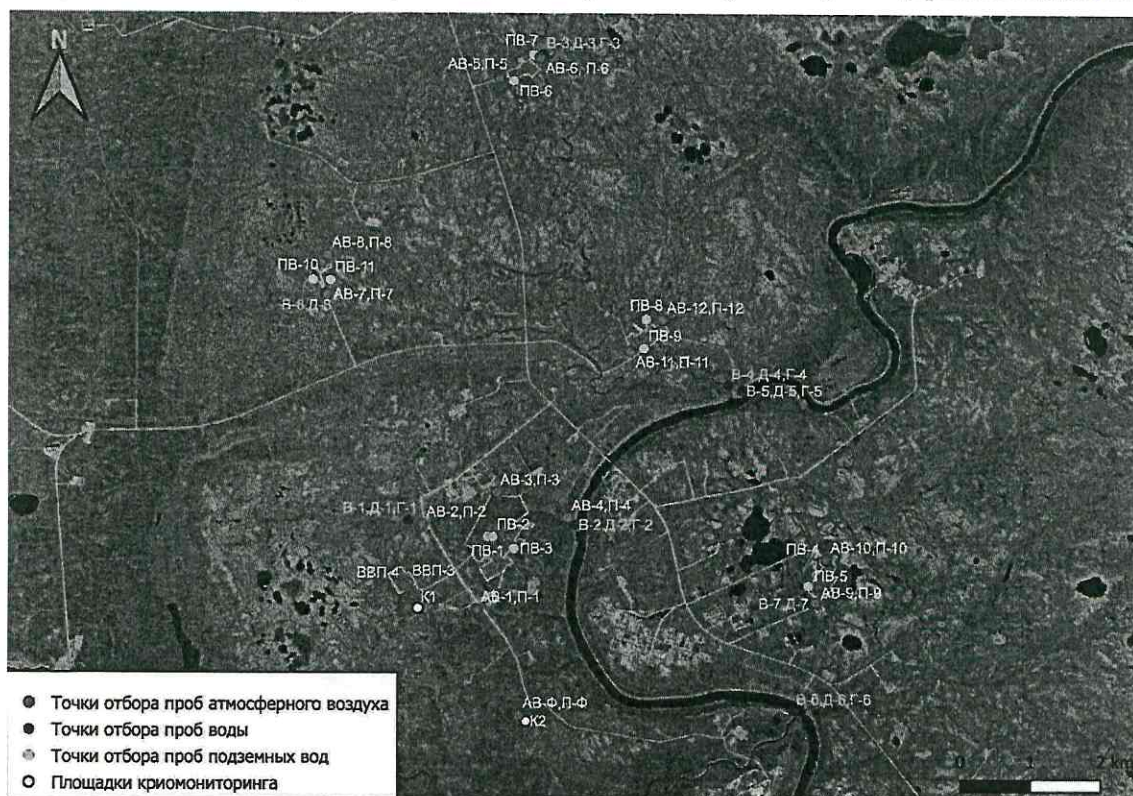 N
ПВ-7 В-3,Д-3,Г-3
АВ-5,П-5 АВ-6, П-6
ПВ-6
АВ-8,П-8
ПВ-10 ПВ-11
АВ-7,П-7
ПВ-8 АВ-12,П-12
ПВ-9
АВ-11,П-11
В-4,Д-4,Г-4
В-5,Д-5,Г-5
АВ-3,П-3
В-1,Д-1,Г-1
АВ-2,П-2
АВ-4,П-4
ПВ-2
В-2,Д-2,Г-2
ПВ-1 ПВ-3
ПВ-4 АВ-10,П-10
ВВП-4 ВВП-3
ПВ-5
К1 АВ-1,П-1
АВ-9,П-9
В-7,Д-7
АВ-Ф,П-Ф
К2
В-6,Д-6,Г-6
Точки отбора проб атмосферного воздуха
Точки отбора проб воды
Точки отбора проб подземных вод
Площадки криомониторинга
0 1 2 km